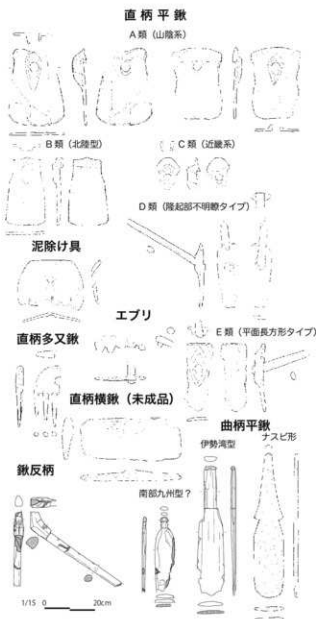 直柄平鍬
A類（山陰系）
B類（北陸型）
C類（近畿系）
D類（隆起部不明瞭タイプ）
泥除け具
エブリ
E類（平面長方形タイプ）
直柄多又鍬
直柄横鍬（未成品）
曲柄平鍬
伊勢湾型
ナスビ形
鍬反柄
南部九州型？
1/15 0 20cm